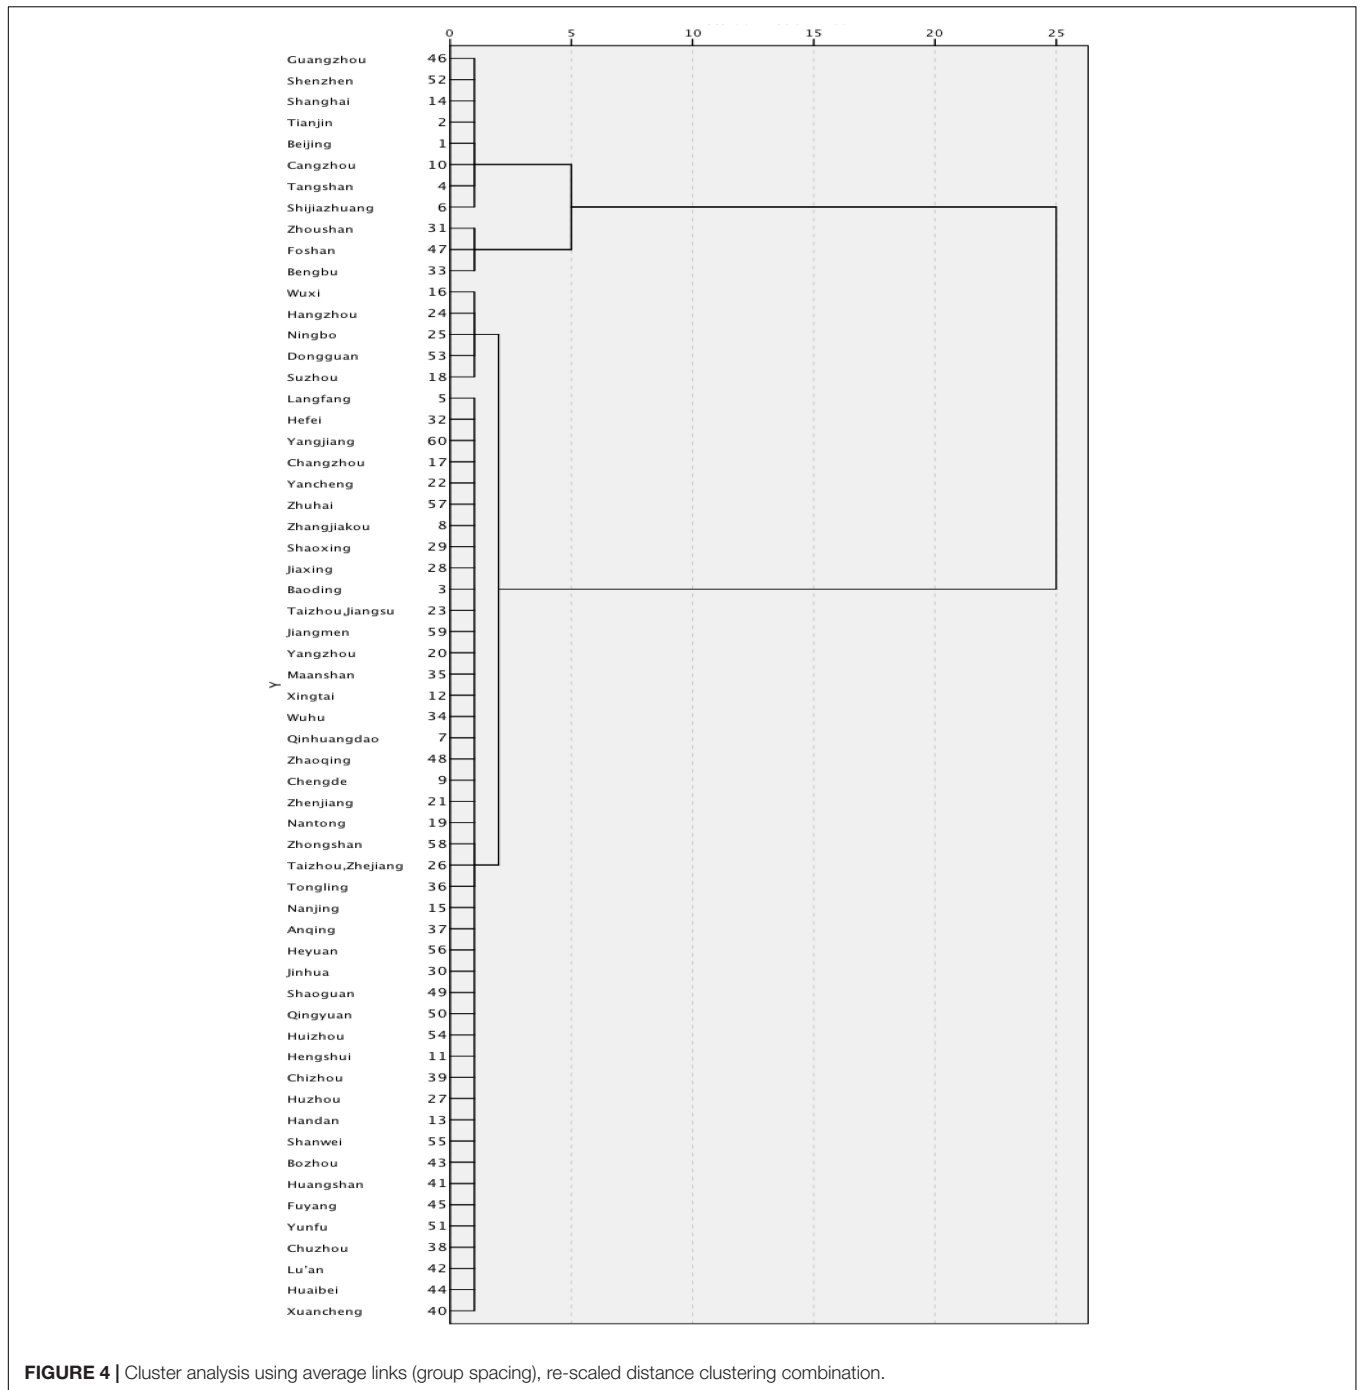 0 5 10 15 20 25
Guangzhou 46
Shenzhen 52
Shanghai 14
Tianjin 2
Beijing 1
Cangzhou 10
Tangshan 4
Shijiazhuang 6
Zhoushan 31
Foshan 47
Bengbu 33
Wuxi 16
Hangzhou 24
Ningbo 25
Dongguan 53
Suzhou 18
Langfang 5
Hefei 32
Yangjiang 60
Changzhou 17
Yancheng 22
Zhuhai 57
Zhangjiakou 8
Shaoxing 29
Jiaxing 28
Baoding 3
Taizhou,Jiangsu 23
Jiangmen 59
Yangzhou 20
Maanshan 35
Y
Xingtai 12
Wuhu 34
Qinhuangdao 7
Zhaoqing 48
Chengde 9
Zhenjiang 21
Nantong 19
Zhongshan 58
Taizhou,Zhejiang 26
Tongling 36
Nanjing 15
Anqing 37
Heyuan 56
Jinhua 30
Shaoguan 49
Qingyuan 50
Huizhou 54
Hengshui 11
Chizhou 39
Huzhou 27
Handan 13
Shanwei 55
Bozhou 43
Huangshan 41
Fuyang 45
Yunfu 51
Chuzhou 38
Lu'an 42
Huaibei 44
Xuancheng 40
FIGURE 4 | Cluster analysis using average links (group spacing), re-scaled distance clustering combination.